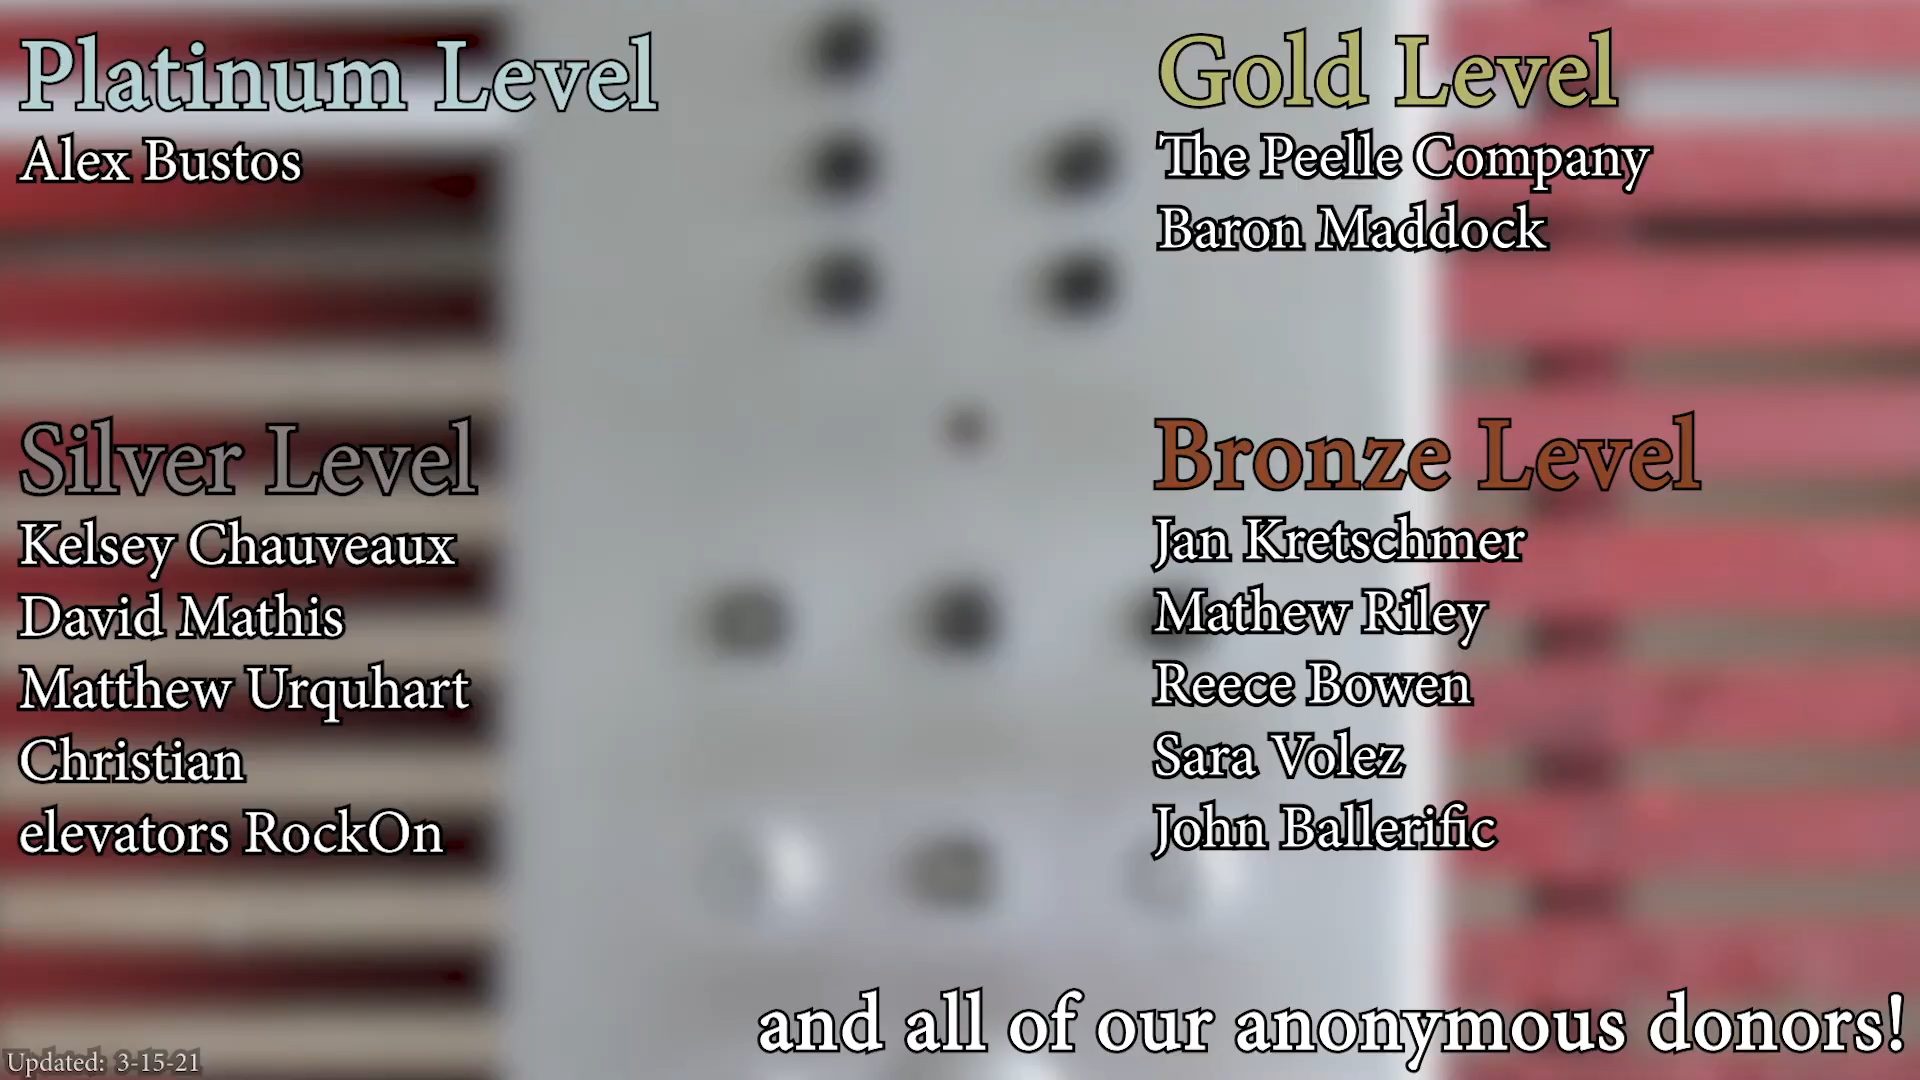 Platinum Level
Alex Bustos
Gold Level
The Peelle Company
Baron Maddock
Silver Level
Kelsey Chauveaux
David Mathis
Matthew Urquhart
Christian
elevators RockOn
Bronze Level
Jan Kretschmer
Mathew Riley
Reece Bowen
Sara Volez
John Ballerific
and all of our anonymous donors!
Updated: 3-15-21